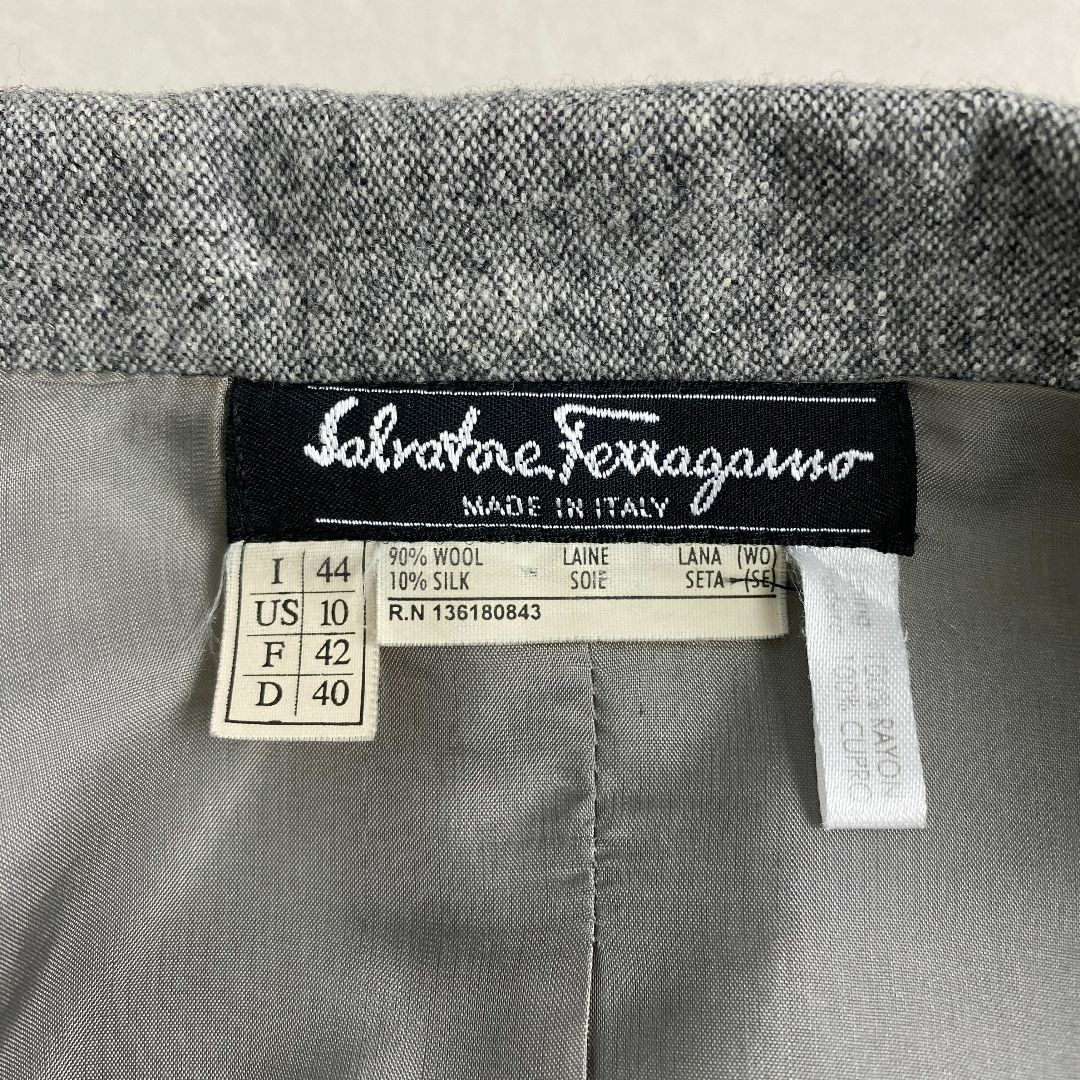 Salvatore Ferragamo
MADE IN ITALY
90% WOOL LAINE LANA (WO)
10% SILK SOIE SETA (SE)
R.N 136180843
I 44
US 10
F 42
D 40
RAYON
100% CUPRO